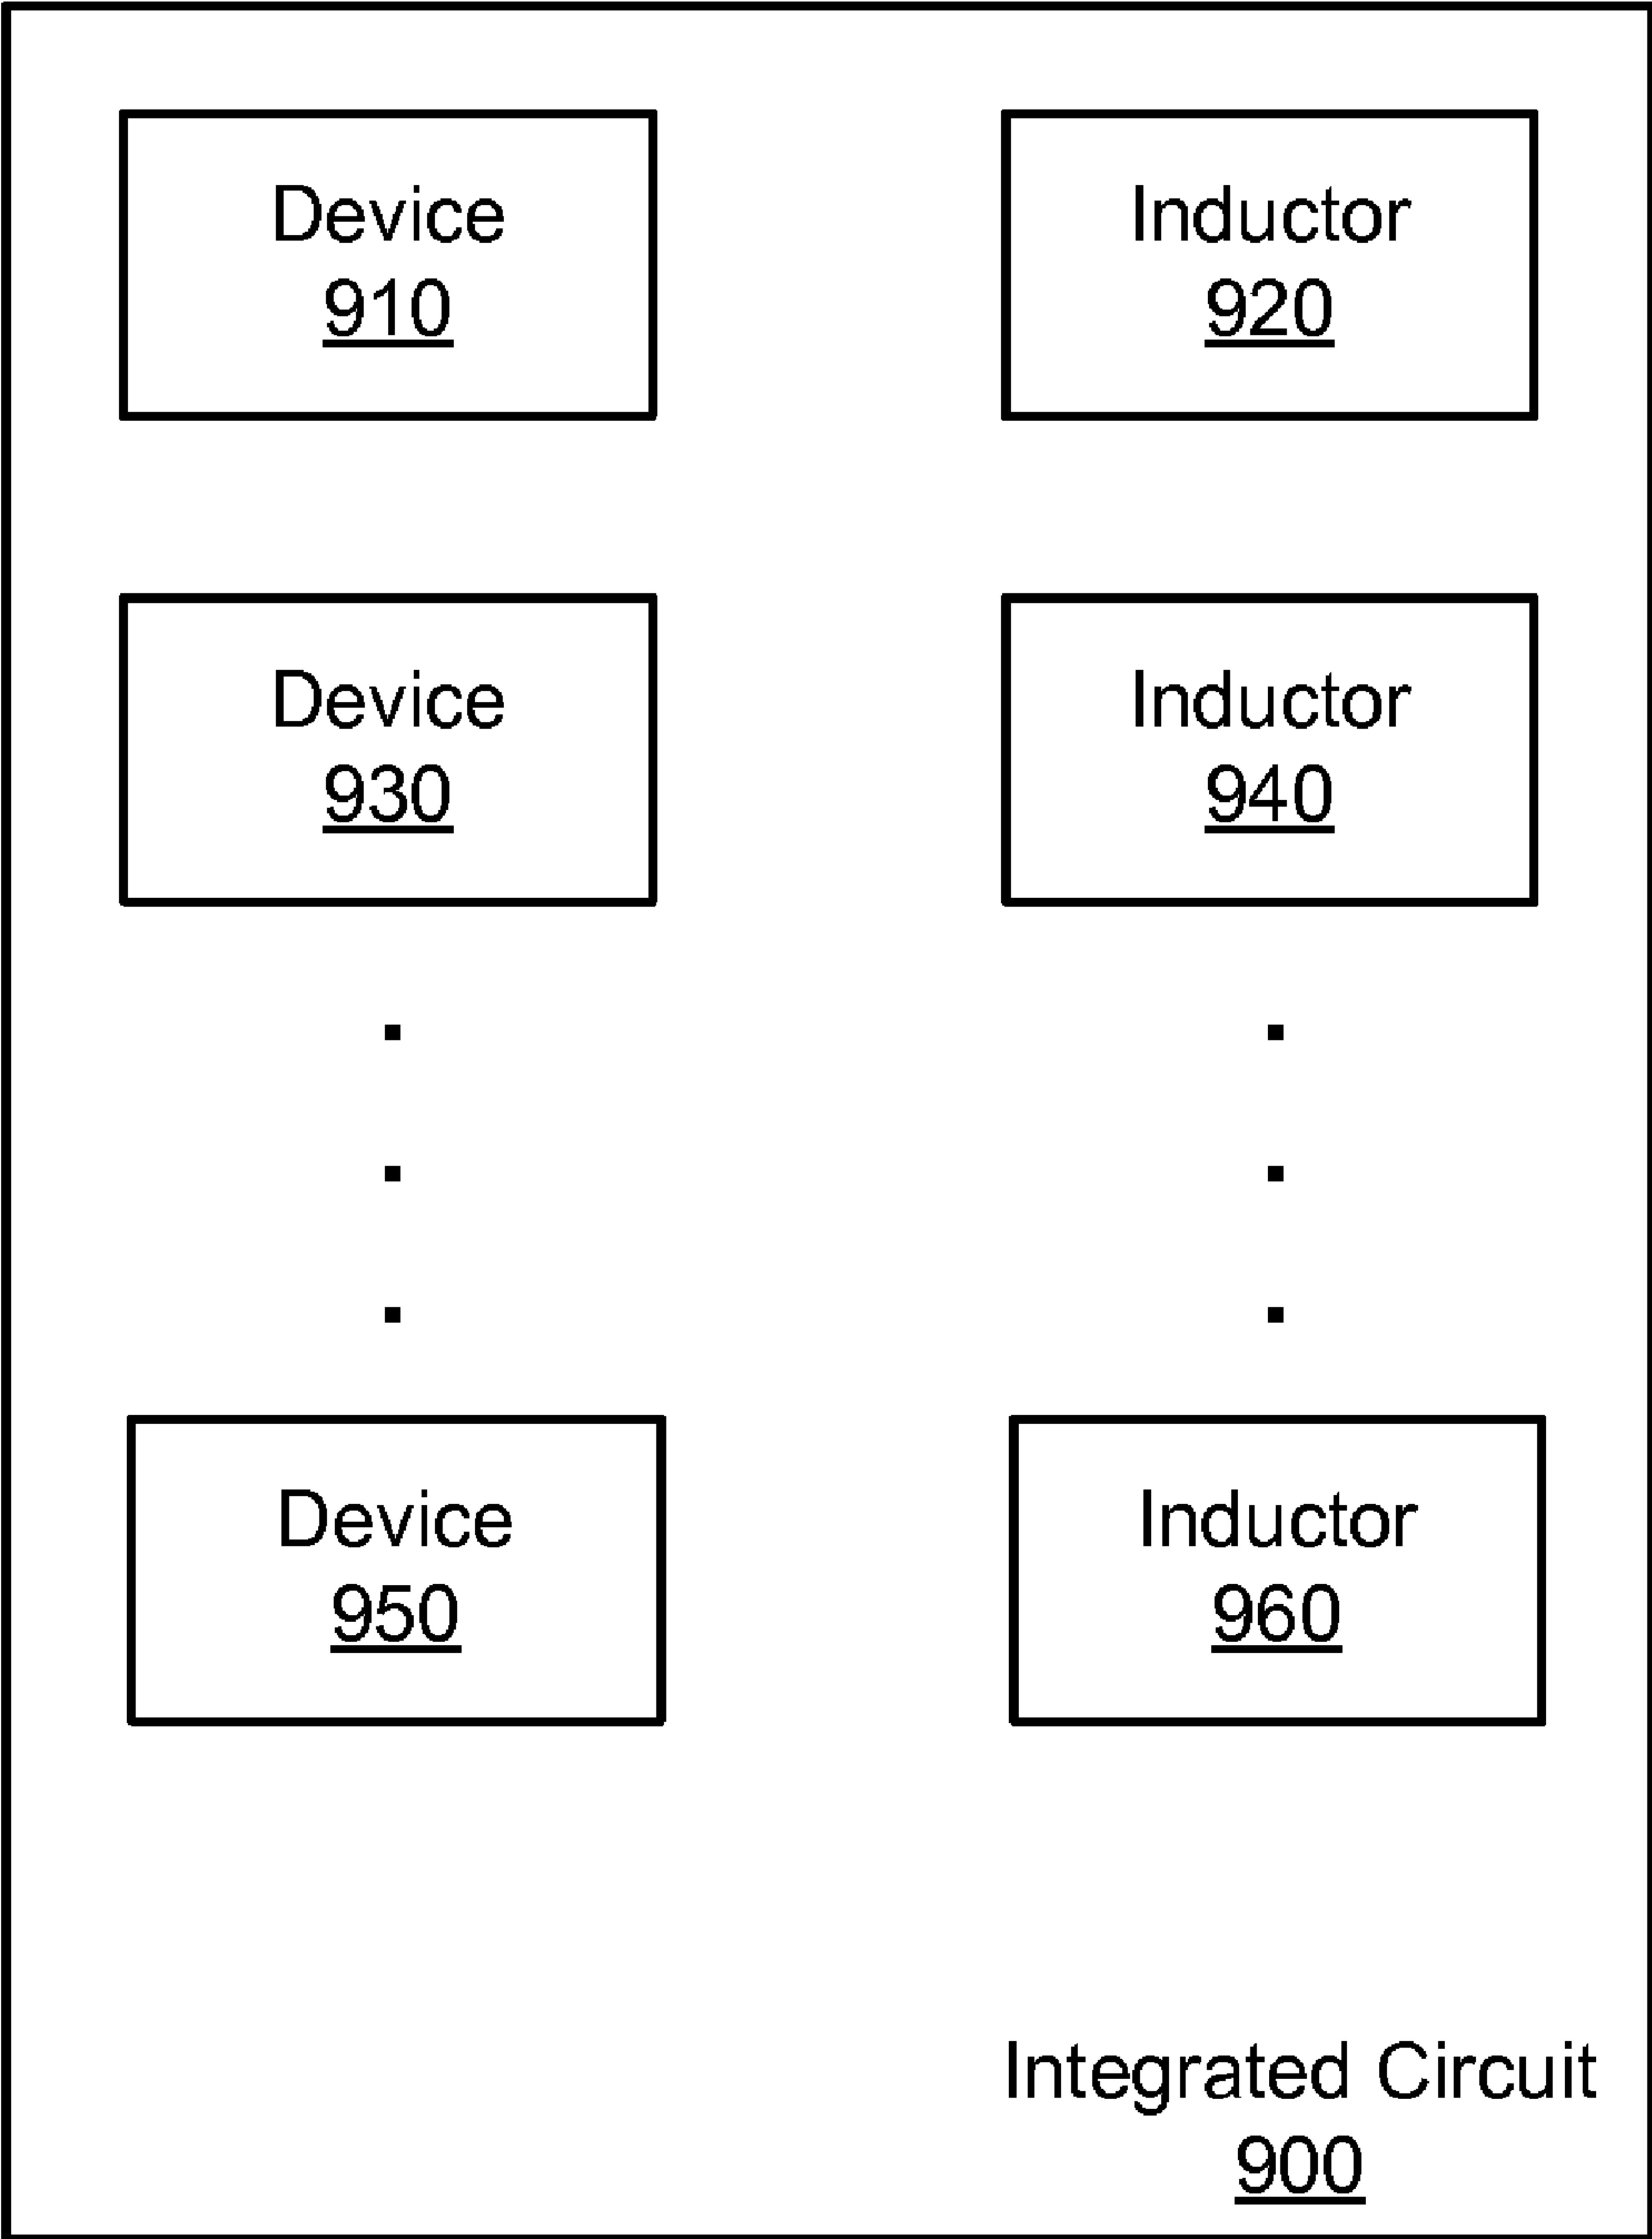 Device
910
Inductor
920
Device
930
Inductor
940
Device
950
Inductor
960
Integrated Circuit
900